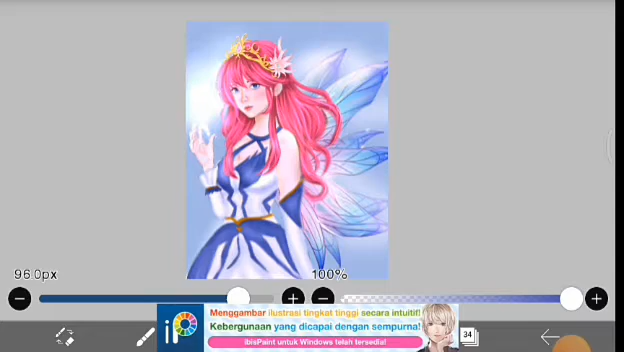 96.0px
100%
Menggambar ilustrasi tingkat tinggi secara intuitif!
Kebergunaan yang dicapai dengan sempurna!
IbisPaint untuk Windows telah tersedia!
iP
34